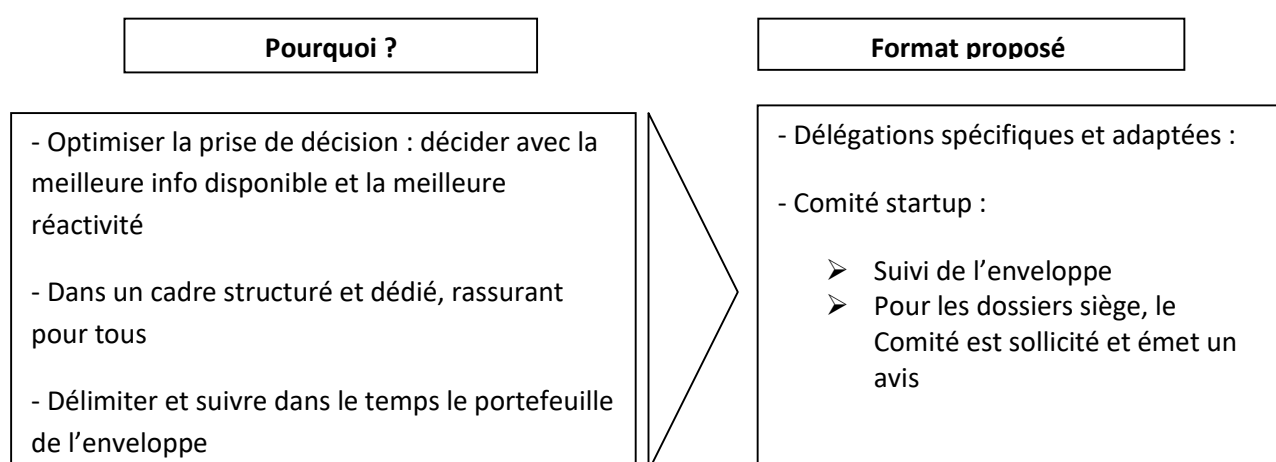 Pourquoi ?
- Optimiser la prise de décision : décider avec la
meilleure info disponible et la meilleure
réactivité
- Dans un cadre structuré et dédié, rassurant
pour tous
- Délimiter et suivre dans le temps le portefeuille
de l’enveloppe
Format proposé
- Délégations spécifiques et adaptées :
- Comité startup :
➢ Suivi de l’enveloppe
➢ Pour les dossiers siège, le
Comité est sollicité et émet un
avis